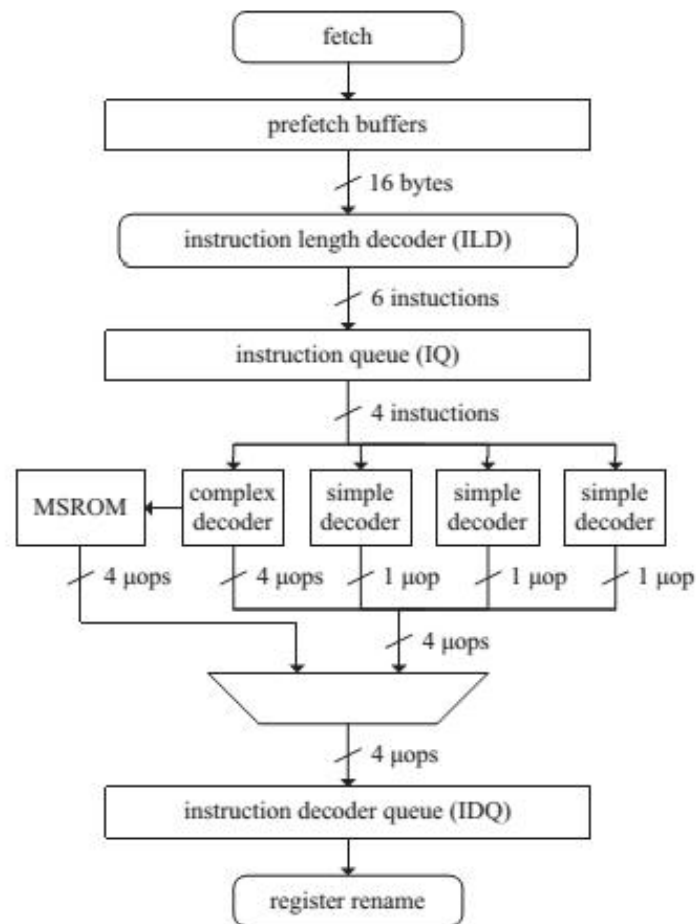 fetch
prefetch buffers
16 bytes
instruction length decoder (ILD)
6 instuctions
instruction queue (IQ)
4 instuctions
MSROM
complex
decoder
simple
decoder
simple
decoder
simple
decoder
4 μops
4 μops
1 μop
1 μop
1 μop
4 μops
4 μops
instruction decoder queue (IDQ)
register rename